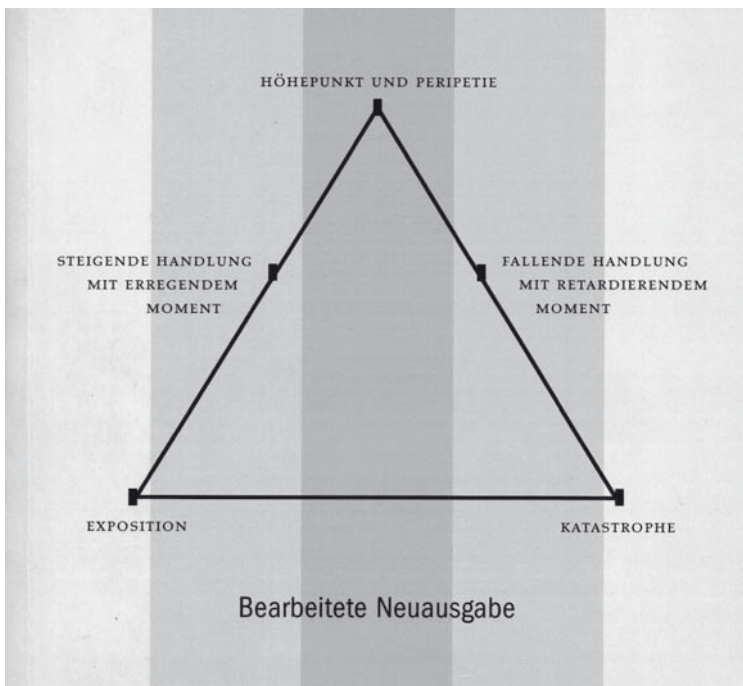 HÖHEPUNKT UND PERIPETIE
STEIGENDE HANDLUNG
MIT ERREGENDEM
MOMENT
FALLENDE HANDLUNG
MIT RETARDIERENDEM
MOMENT
EXPOSITION
KATASTROPHE
Bearbeitete Neuausgabe